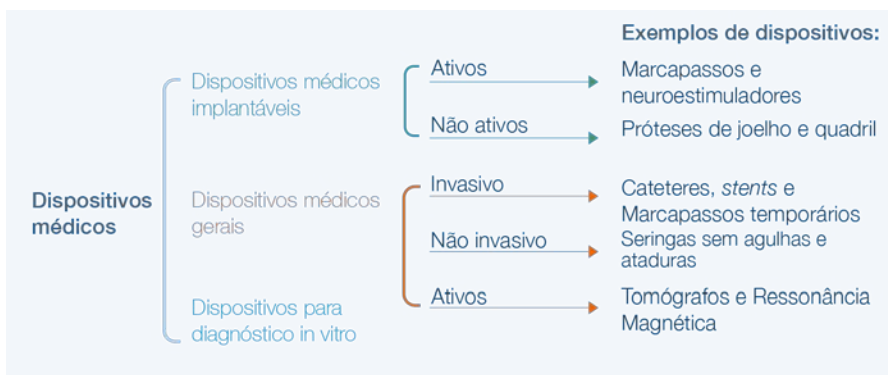 Exemplos de dispositivos:
Dispositivos médicos
Dispositivos médicos
implantáveis
Ativos
Marcapassos e
neuroestimuladores
Não ativos
Próteses de joelho e quadril
Dispositivos médicos
gerais
Invasivo
Cateteres, stents e
Marcapassos temporários
Não invasivo
Seringas sem agulhas e
ataduras
Ativos
Tomógrafos e Ressonância
Magnética
Dispositivos para
diagnóstico in vitro